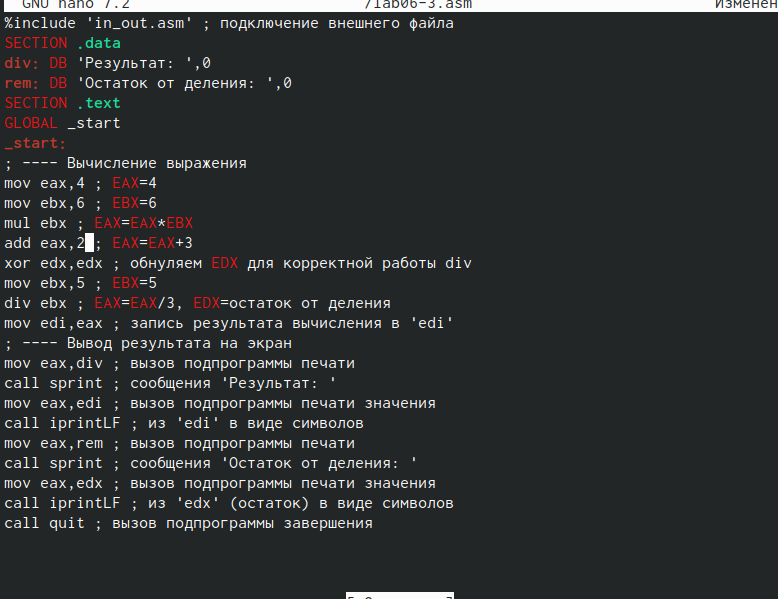 GNU nano 7.2 /lab06-3.asm Изменён
%include 'in_out.asm' ; подключение внешнего файла
SECTION .data
div: DB 'Результат: ',0
rem: DB 'Остаток от деления: ',0
SECTION .text
GLOBAL _start
_start:
; ---- Вычисление выражения
mov eax,4 ; EAX=4
mov ebx,6 ; EBX=6
mul ebx ; EAX=EAX*EBX
add eax,2 ; EAX=EAX+3
xor edx,edx ; обнуляем EDX для корректной работы div
mov ebx,5 ; EBX=5
div ebx ; EAX=EAX/3, EDX=остаток от деления
mov edi,eax ; запись результата вычисления в 'edi'
; ---- Вывод результата на экран
mov eax,div ; вызов подпрограммы печати
call sprint ; сообщения 'Результат: '
mov eax,edi ; вызов подпрограммы печати значения
call iprintLF ; из 'edi' в виде символов
mov eax,rem ; вызов подпрограммы печати
call sprint ; сообщения 'Остаток от деления: '
mov eax,edx ; вызов подпрограммы печати значения
call iprintLF ; из 'edx' (остаток) в виде символов
call quit ; вызов подпрограммы завершения